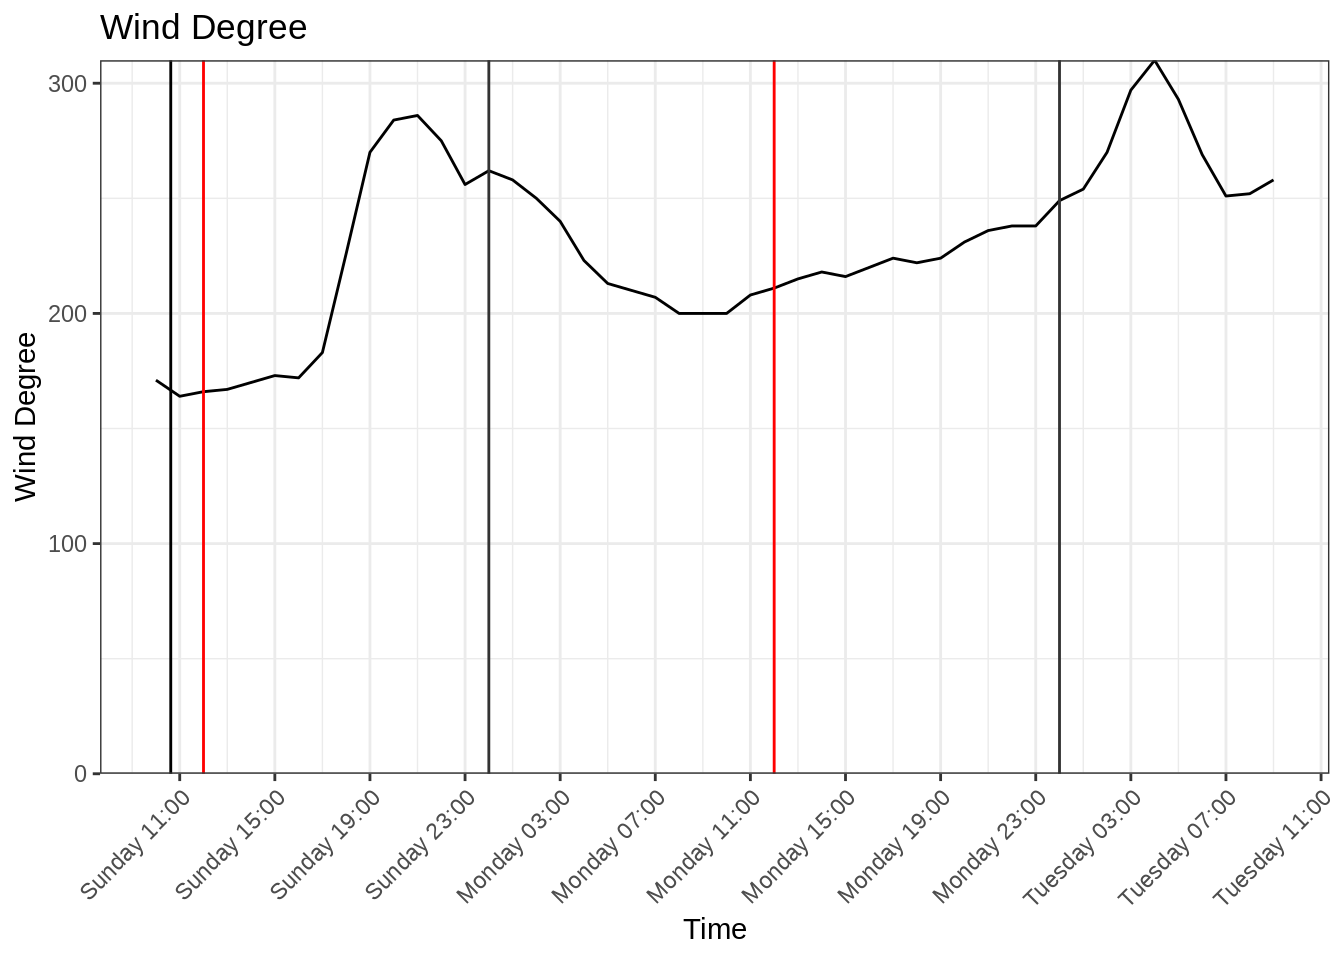 Wind Degree
Wind Degree
300
200
100
0
Sunday 11:00
Sunday 15:00
Sunday 19:00
Sunday 23:00
Monday 03:00
Monday 07:00
Monday 11:00
Monday 15:00
Monday 19:00
Monday 23:00
Tuesday 03:00
Tuesday 07:00
Tuesday 11:00
Time